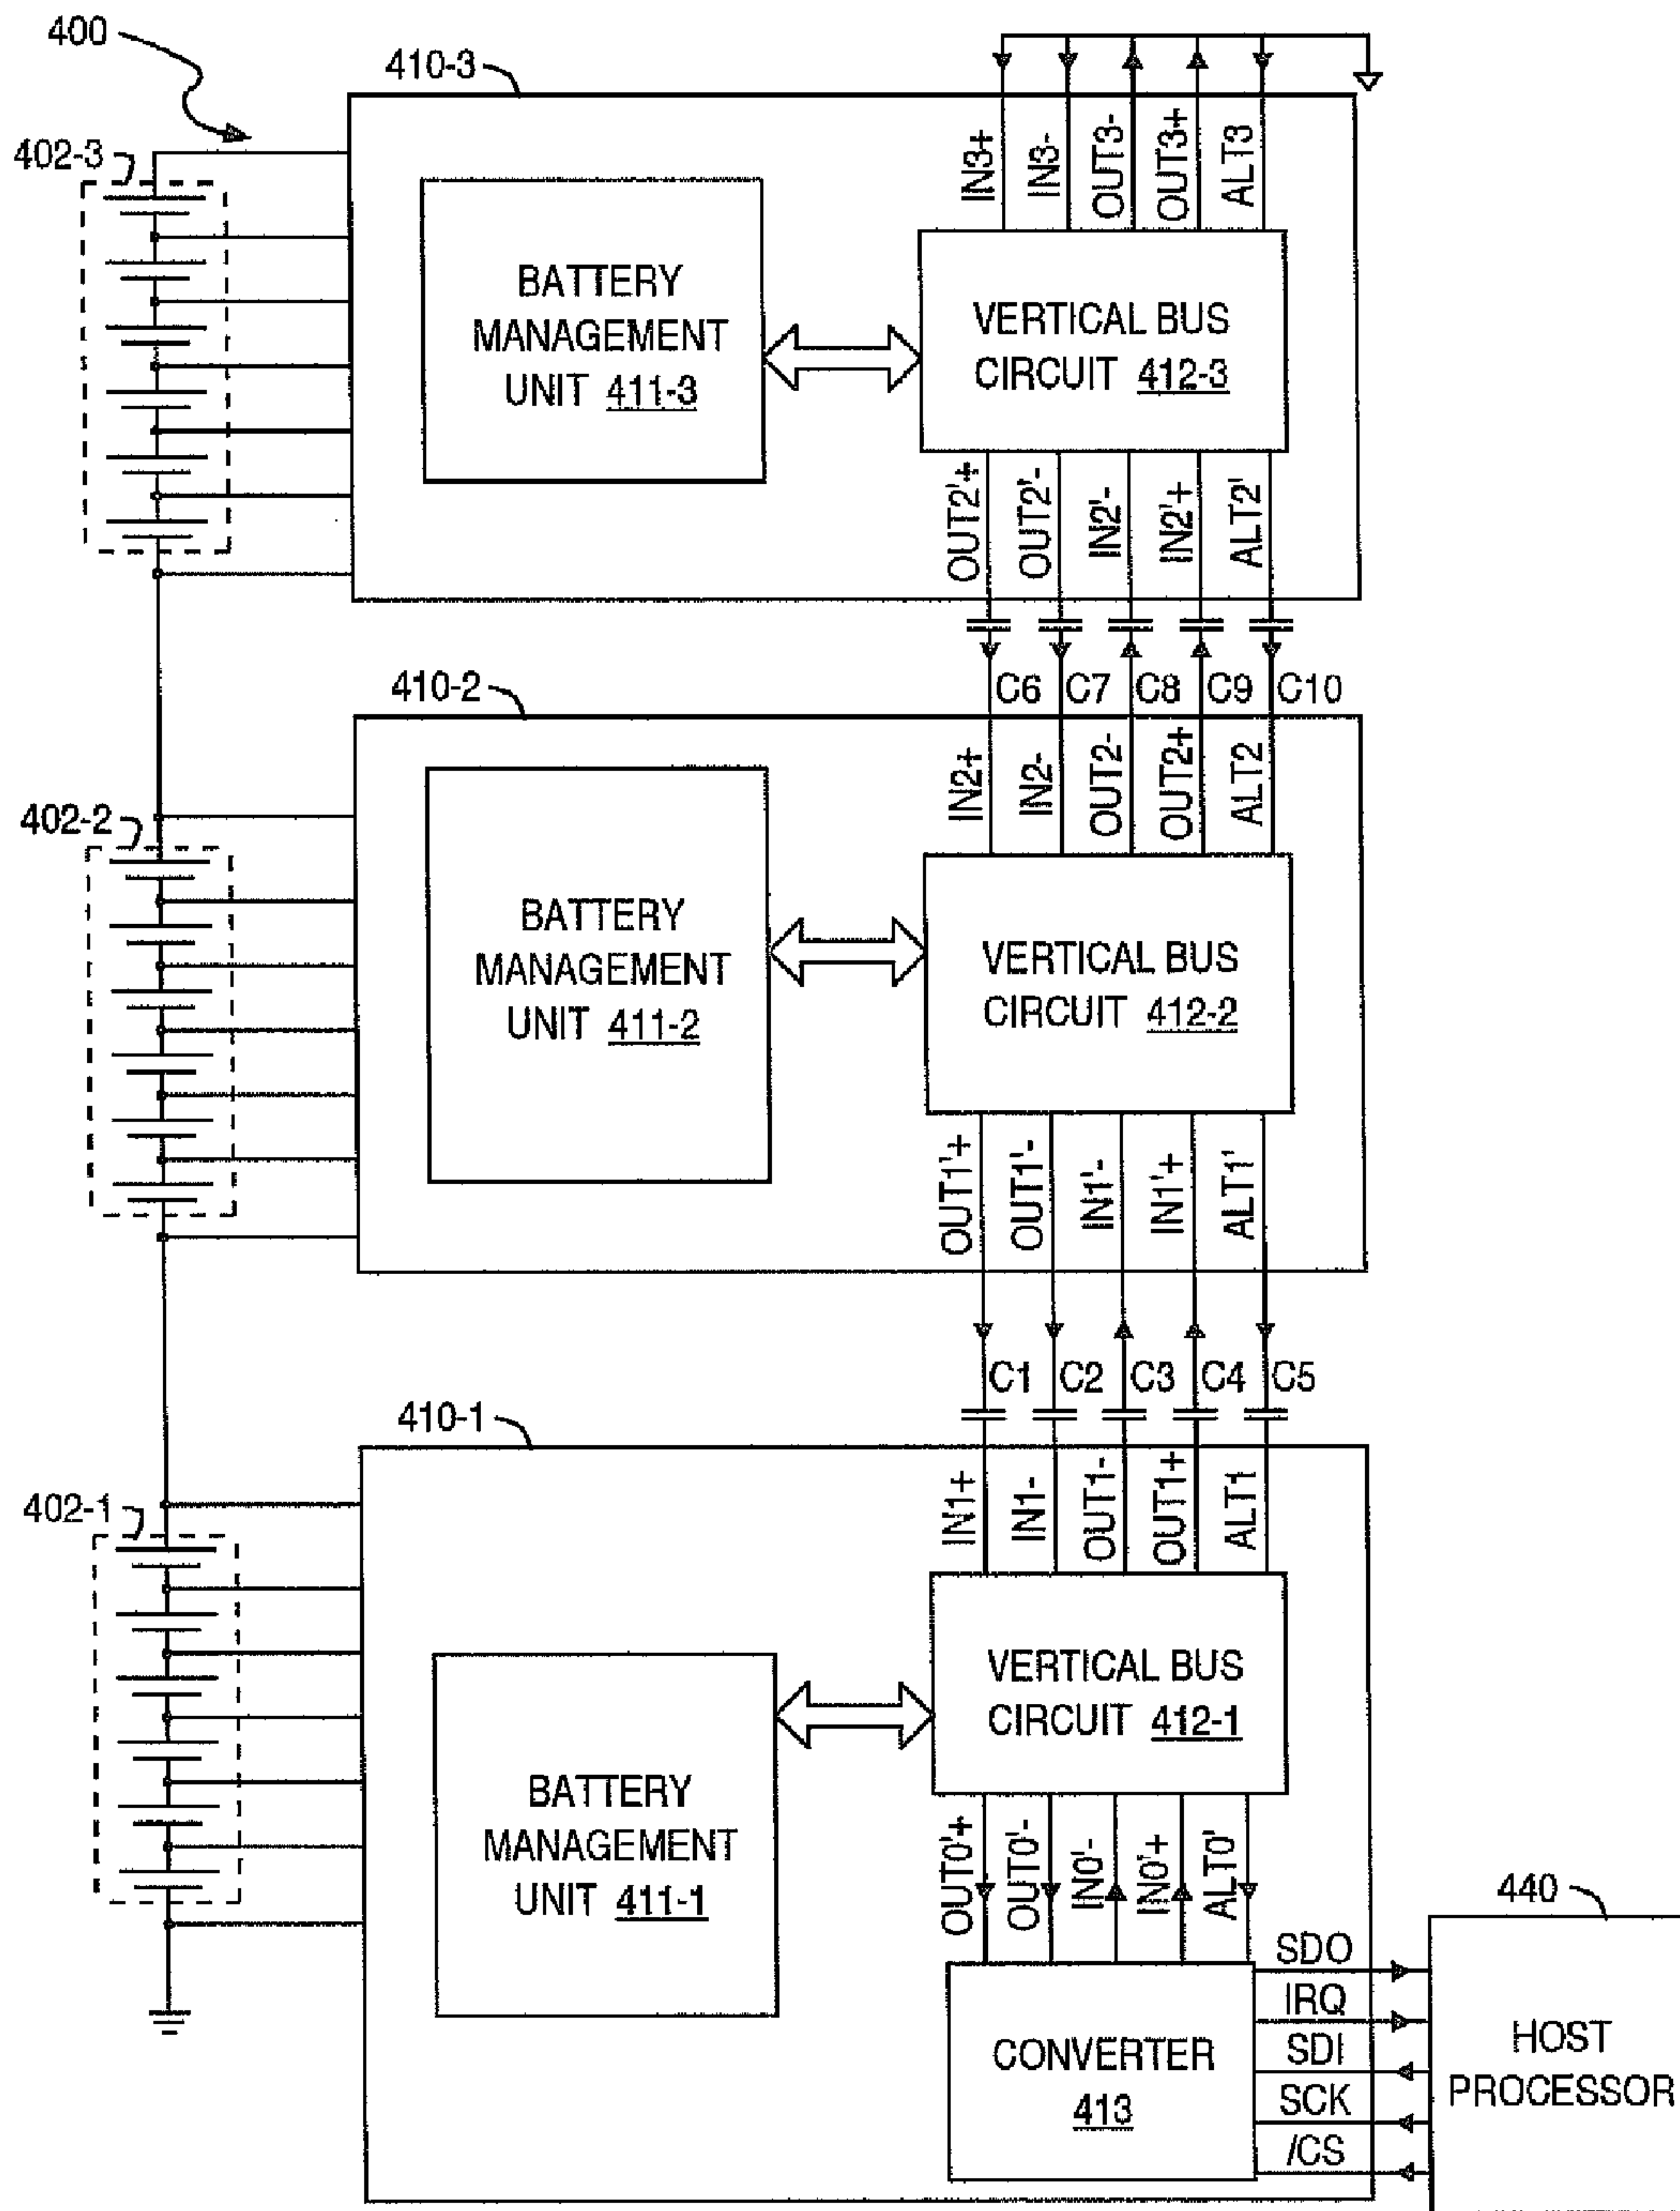 400
410-3
402-3
IN3+
IN3-
OUT3-
OUT3+
ALT3
BATTERY
MANAGEMENT
UNIT 411-3
VERTICAL BUS
CIRCUIT 412-3
OUT2'+
OUT2'-
IN2'-
IN2'+
ALT2'
C6
C7
C8
C9
C10
410-2
402-2
IN2+
IN2-
OUT2-
OUT2+
ALT2
BATTERY
MANAGEMENT
UNIT 411-2
VERTICAL BUS
CIRCUIT 412-2
OUT1'+
OUT1'-
IN1'-
IN1'+
ALT1'
C1
C2
C3
C4
C5
410-1
402-1
IN1+
IN1-
OUT1-
OUT1+
ALT1
VERTICAL BUS
CIRCUIT 412-1
BATTERY
MANAGEMENT
UNIT 411-1
OUT0'+
OUT0'-
IN0'-
IN0'+
ALT0'
CONVERTER
413
SDO
IRQ
SDI
SCK
/CS
440
HOST
PROCESSOR